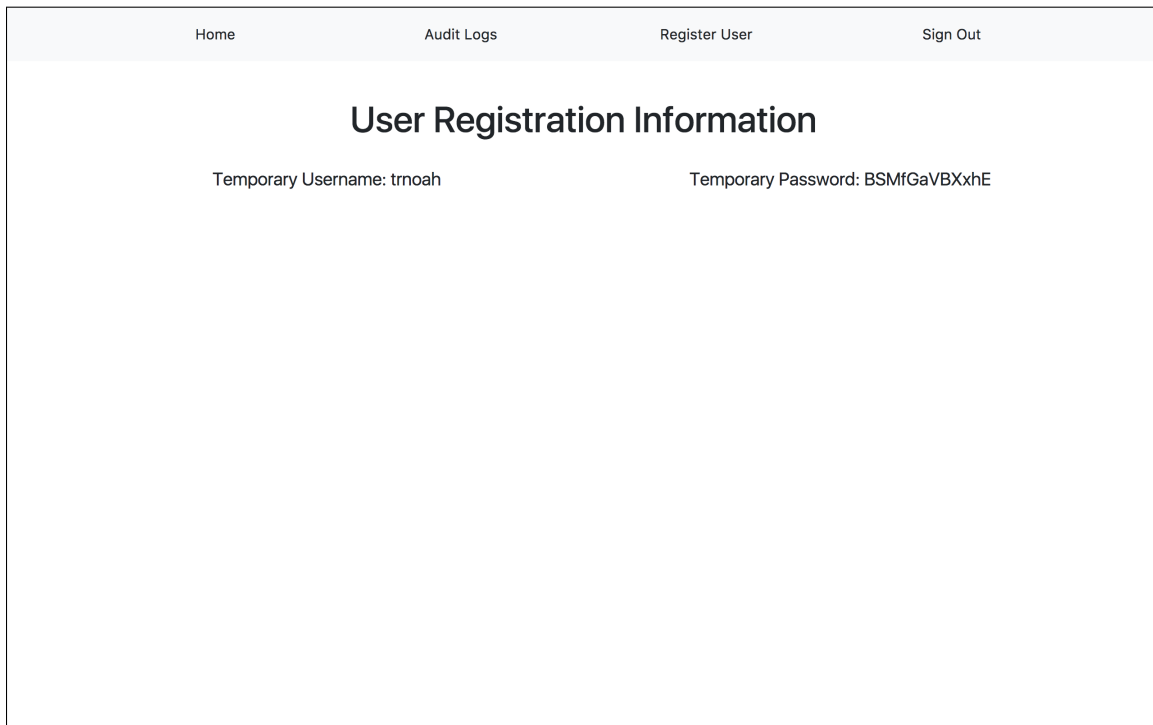 Home Audit Logs Register User Sign Out
User Registration Information
Temporary Username: trnoah Temporary Password: BSMfGaVBXxhE